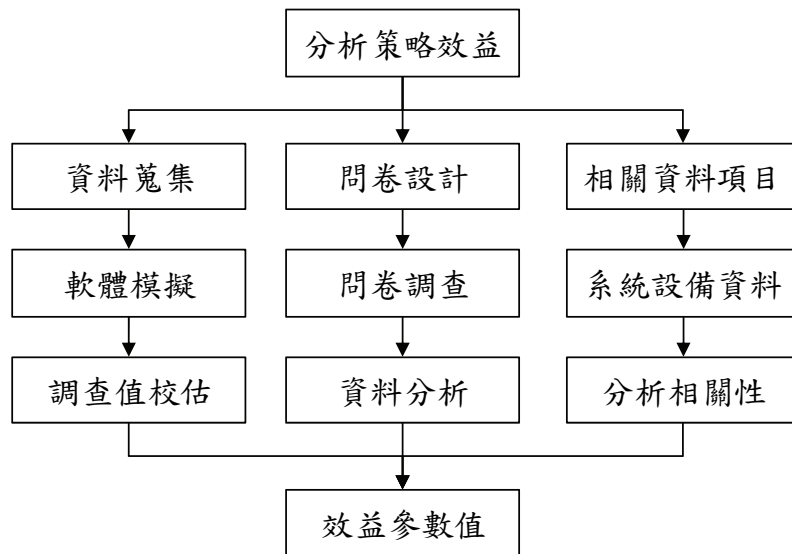 分析策略效益
資料蒐集
問卷設計
相關資料項目
軟體模擬
問卷調查
系統設備資料
調查值校估
資料分析
分析相關性
效益參數值